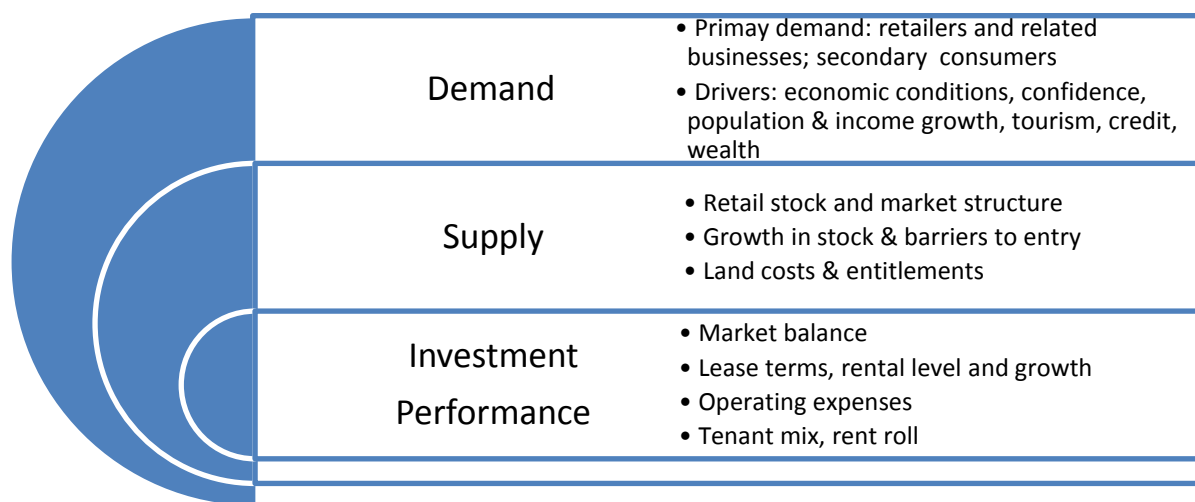 Demand
• Primay demand: retailers and related
businesses; secondary  consumers
• Drivers: economic conditions, confidence,
population & income growth, tourism, credit,
wealth
Supply
• Retail stock and market structure
• Growth in stock & barriers to entry
• Land costs & entitlements
Investment
Performance
• Market balance
• Lease terms, rental level and growth
• Operating expenses
• Tenant mix, rent roll